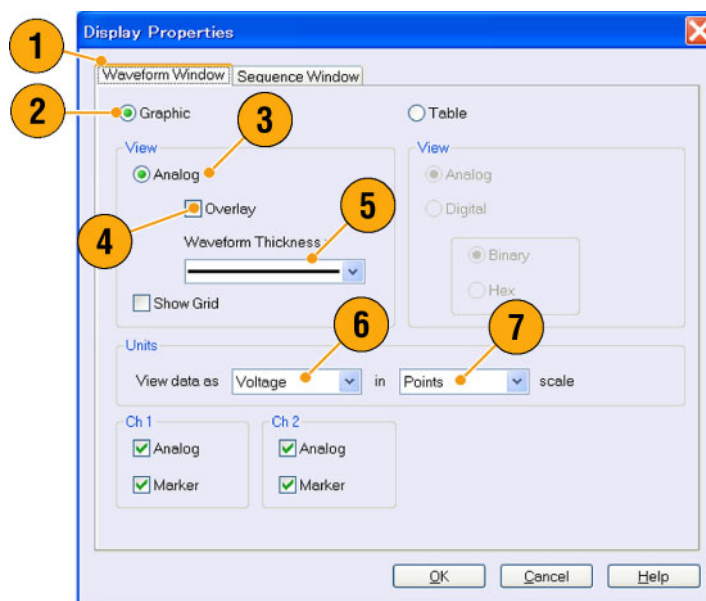 Display Properties
1
Waveform Window Sequence Window
2 Graphic 3 Table
View View
Analog Analog
4 Overlay 5 Digital
Waveform Thickness : Binary
Show Grid Hex
6 7
Units
View data as Voltage in Points scale
Ch 1 Ch 2
Analog Analog
Marker Marker
OK Cancel Help